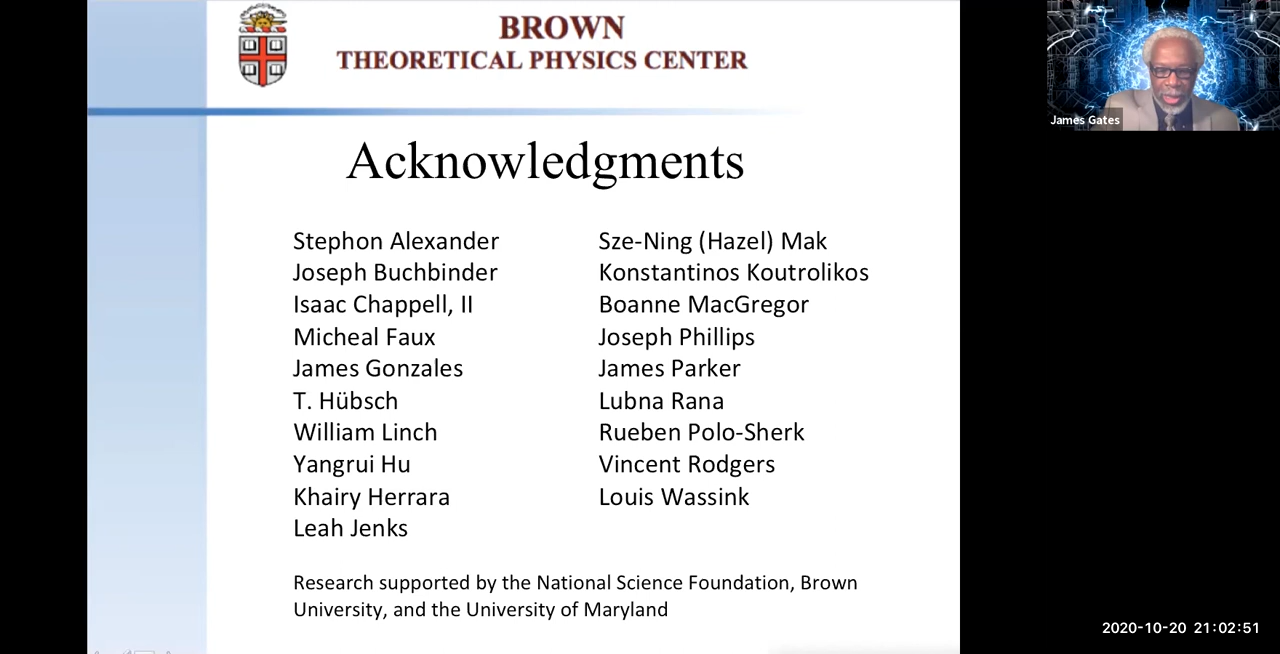 BROWN
THEORETICAL PHYSICS CENTER
James Gates
Acknowledgments
Stephon Alexander
Joseph Buchbinder
Isaac Chappell, II
Micheal Faux
James Gonzales
T. Hübsch
William Linch
Yangrui Hu
Khairy Herrara
Leah Jenks
Sze-Ning (Hazel) Mak
Konstantinos Koutrolikos
Boanne MacGregor
Joseph Phillips
James Parker
Lubna Rana
Rueben Polo-Sherk
Vincent Rodgers
Louis Wassink
Research supported by the National Science Foundation, Brown
University, and the University of Maryland
2020-10-20 21:02:51